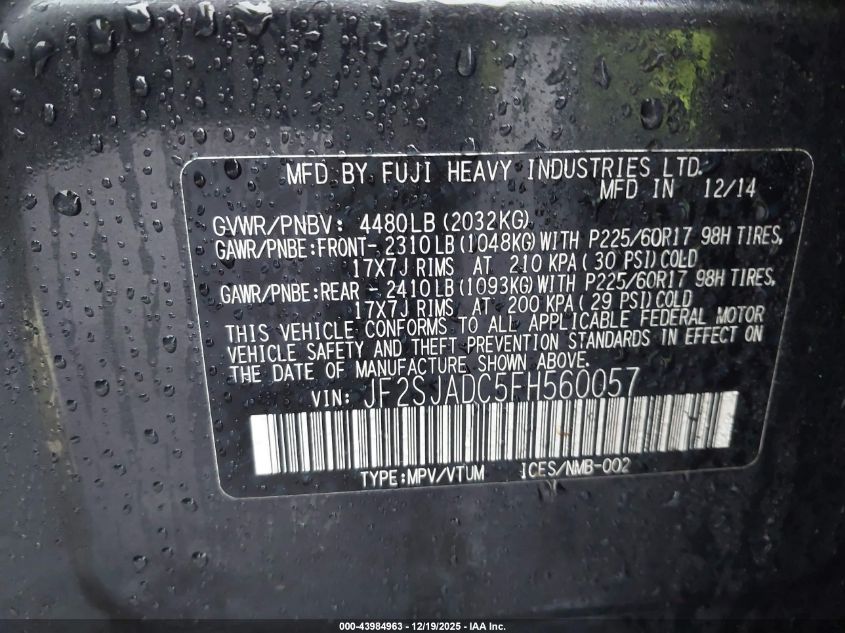 MFD BY FUJI HEAVY INDUSTRIES LTD.
MFD IN 12/14
GVWR/PNBV: 4480LB(2032KG)
GAWR/PNBE:FRONT- 2310LB(1048KG)WITH P225/60R17 98H TIRES,
17X7J RIMS AT 210 KPA(30 PSI)COLD
GAWR/PNBE:REAR - 2410LB(1093KG)WITH P225/60R17 98H TIRES,
17X7J RIMS AT 200 KPA(29 PSI)COLD
THIS VEHICLE CONFORMS TO ALL APPLICABLE FEDERAL MOTOR
VEHICLE SAFETY AND THEFT PREVENTION STANDARDS IN EFFECT ON
THE DATE OF MANUFACTURE SHOWN ABOVE.
VIN: JF2SJADC5FH560057
TYPE:MPV/VTUM ICES/NMB-002
000-43984963 - 12/19/2025 - IAA Inc.